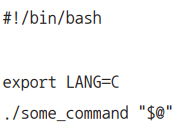 #!/bin/bash
export LANG=C
./some_command "$@"